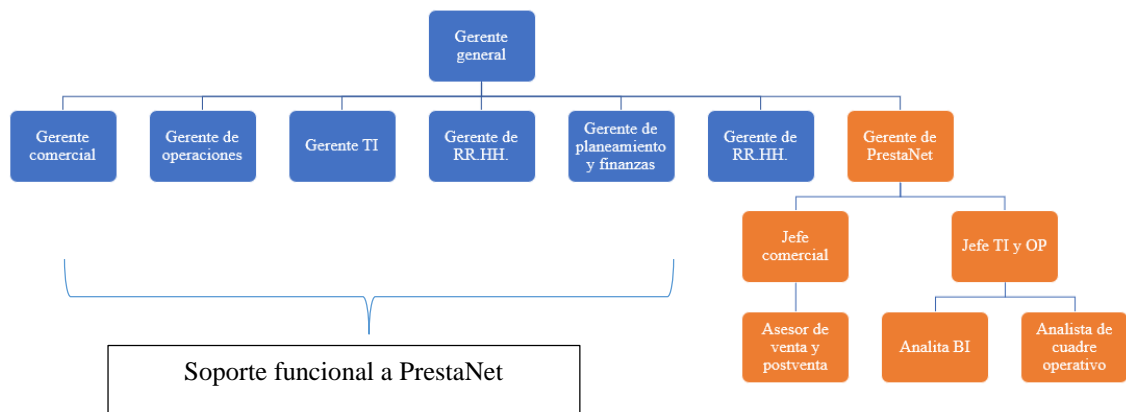 Gerente
general
Gerente
comercial
Gerente de
operaciones
Gerente TI
Gerente de
RR.HH.
Gerente de
planeamiento
y finanzas
Gerente de
RR.HH.
Gerente de
PrestaNet
Jefe
comercial
Jefe TI y OP
Asesor de
venta y
postventa
Analita BI
Analista de
cuadre
operativo
Soporte funcional a PrestaNet